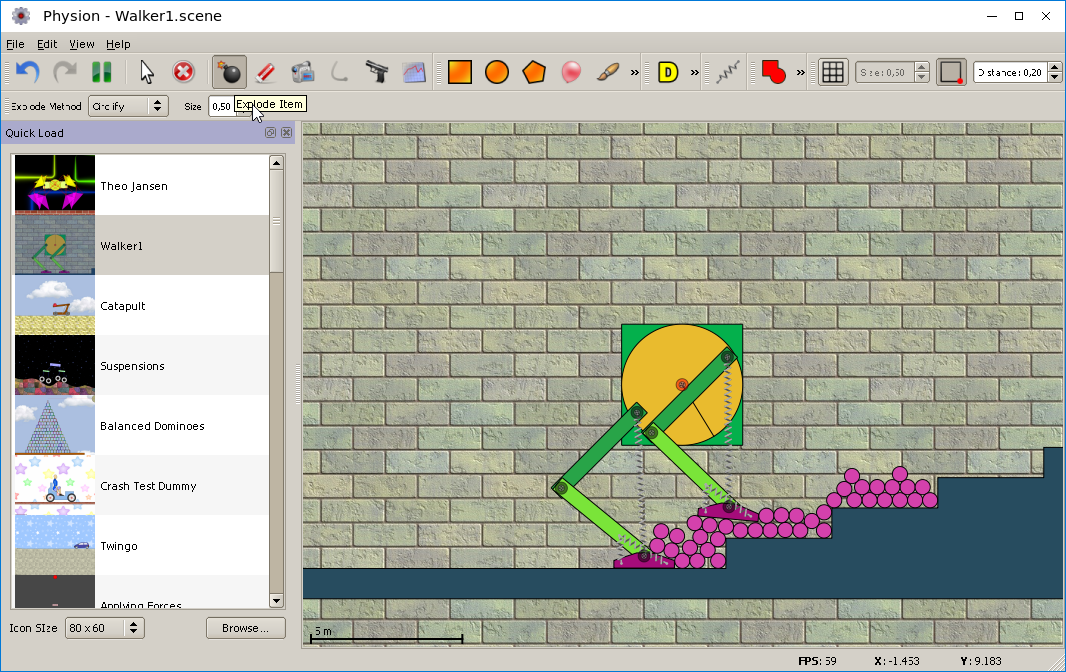 Physion - Walker1.scene
File Edit View Help
D » » Size: 0,50 Distance: 0,20
Explode Method Circlify Size 0,50 Explode Item
Quick Load
Theo Jansen
Walker1
Catapult
Suspensions
Balanced Dominoes
Crash Test Dummy
Twingo
Applying Forces
Icon SIze 80 x 60 Browse...
5 m
FPS: 59 X: -1.453 Y: 9.183